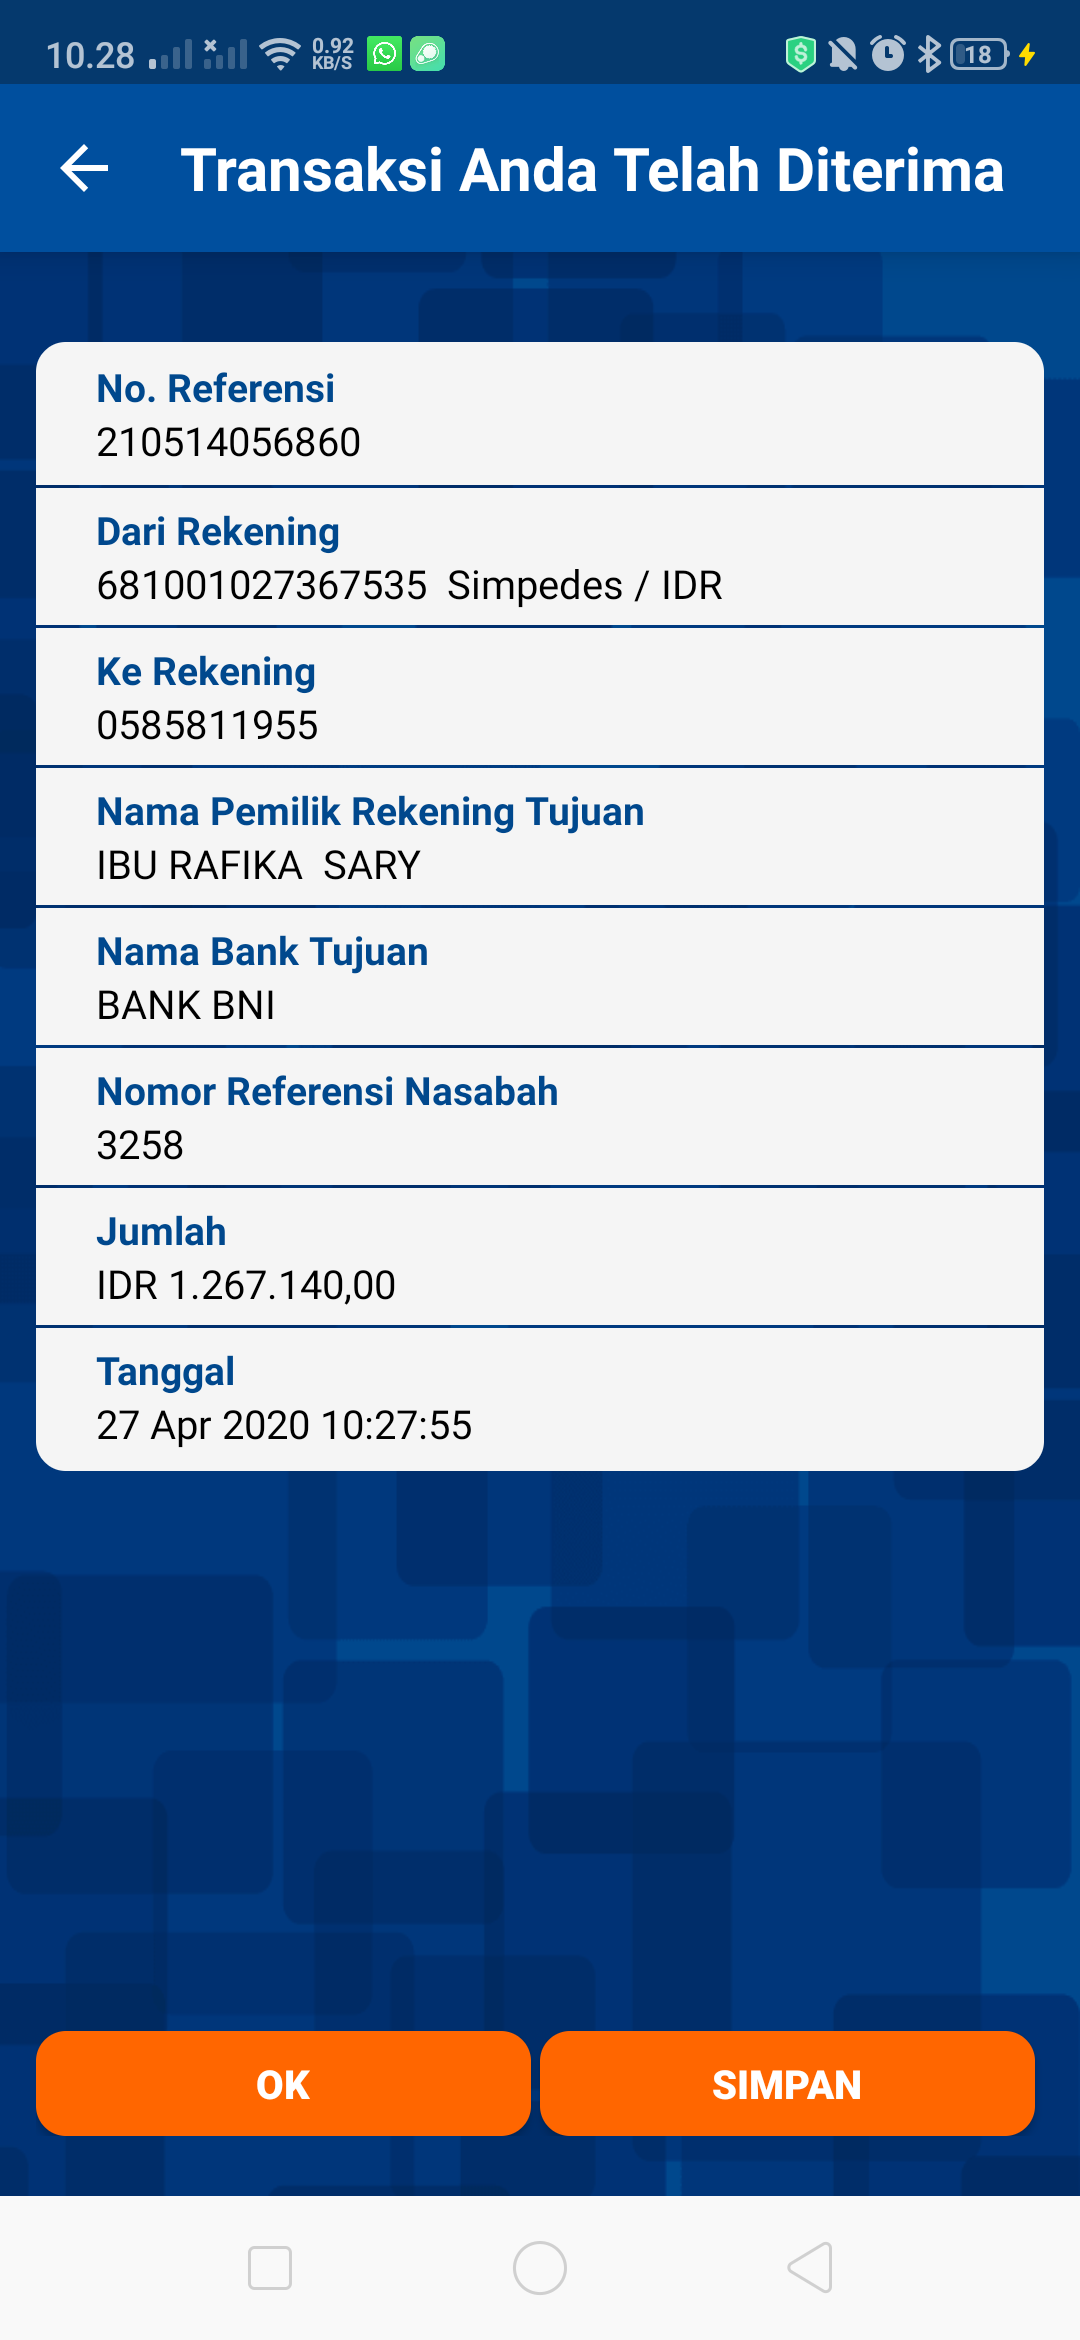 10.28 0.92 KB/S 18
Transaksi Anda Telah Diterima
No. Referensi
210514056860
Dari Rekening
681001027367535  Simpedes / IDR
Ke Rekening
0585811955
Nama Pemilik Rekening Tujuan
IBU RAFIKA  SARY
Nama Bank Tujuan
BANK BNI
Nomor Referensi Nasabah
3258
Jumlah
IDR 1.267.140,00
Tanggal
27 Apr 2020 10:27:55
OK SIMPAN